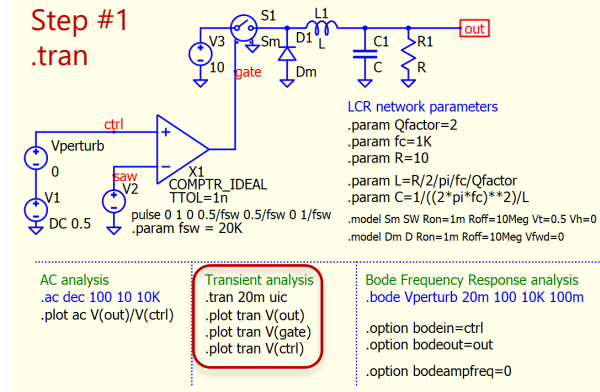 Step #1
.tran
S1
L1
V3
Sm
D1
L
C1
R1
out
10
gate
Dm
C
R
ctrl
LCR network parameters
Vperturb
.param Qfactor=2
.param fc=1K
0
saw
X1
.param R=10
V1
V2
COMPTR_IDEAL
TTOL=1n
.param L=R/2/pi/fc/Qfactor
.param C=1/((2*pi*fc)**2)/L
DC 0.5
pulse 0 1 0 0.5/fsw 0.5/fsw 0 1/fsw
.param fsw = 20K
.model Sm SW Ron=1m Roff=10Meg Vt=0.5 Vh=0
.model Dm D Ron=1m Roff=10Meg Vfwd=0
AC analysis
.ac dec 100 10 10K
.plot ac V(out)/V(ctrl)
Transient analysis
.tran 20m uic
.plot tran V(out)
.plot tran V(gate)
.plot tran V(ctrl)
Bode Frequency Response analysis
.bode Vperturb 20m 100 10K 100m
.option bodein=ctrl
.option bodeout=out
.option bodeampfreq=0